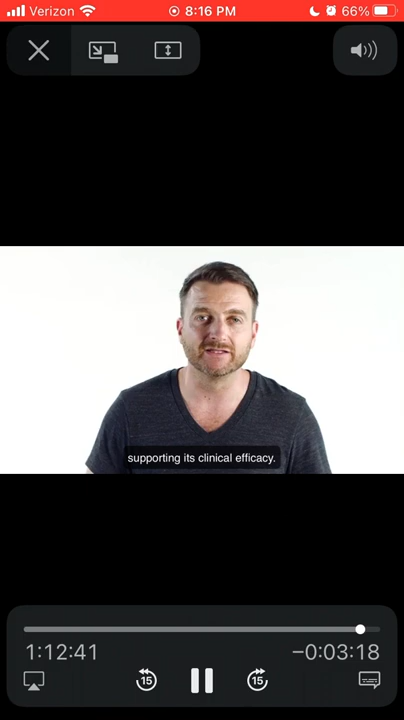 Verizon 8:16 PM 66%
supporting its clinical efficacy.
1:12:41 −0:03:18
15 15